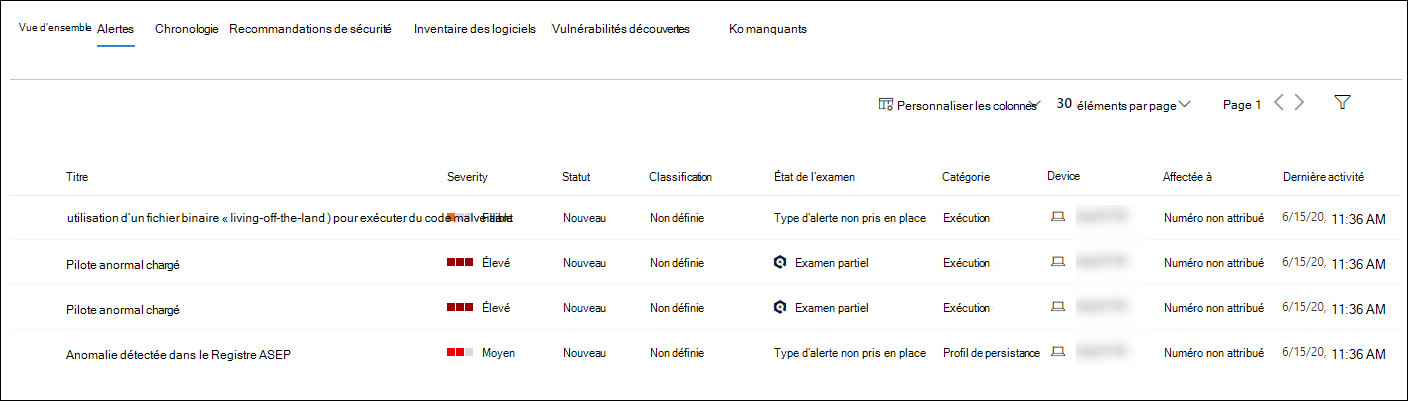 Vue d'ensemble Alertes Chronologie Recommandations de sécurité Inventaire des logiciels Vulnérabilités découvertes Ko manquants
Personnaliser les colonnes 30 éléments par page Page 1
Titre Severity Statut Classification État de l'examen Catégorie Device Affectée à Dernière activité
utilisation d'un fichier binaire « living-off-the-land ) pour exécuter du code malveillant Nouveau Non définie Type d'alerte non pris en place Exécution Numéro non attribué 6/15/20, 11:36 AM
Pilote anormal chargé Élevé Nouveau Non définie Examen partiel Exécution Numéro non attribué 6/15/20, 11:36 AM
Pilote anormal chargé Élevé Nouveau Non définie Examen partiel Exécution Numéro non attribué 6/15/20, 11:36 AM
Anomalie détectée dans le Registre ASEP Moyen Nouveau Non définie Type d'alerte non pris en place Profil de persistance Numéro non attribué 6/15/20, 11:36 AM